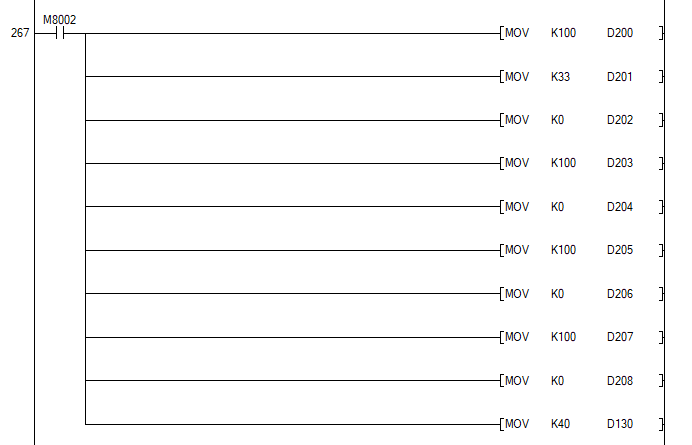 M8002
267 MOV K100 D200
MOV K33 D201
MOV K0 D202
MOV K100 D203
MOV K0 D204
MOV K100 D205
MOV K0 D206
MOV K100 D207
MOV K0 D208
MOV K40 D130